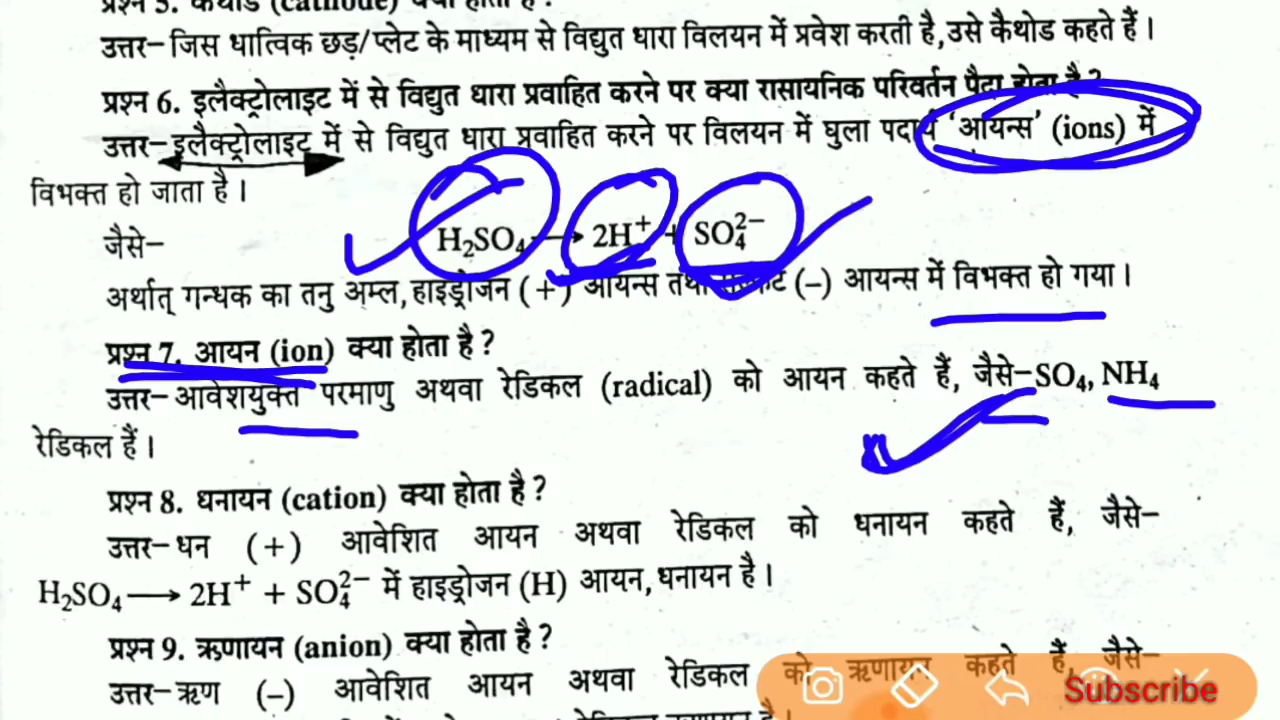 प्रश्न 5. कैथोड (cathode) क्या होता है ?
उत्तर– जिस धात्विक छड़/प्लेट के माध्यम से विद्युत धारा विलयन में प्रवेश करती है, उसे कैथोड कहते हैं।
प्रश्न 6. इलैक्ट्रोलाइट में से विद्युत धारा प्रवाहित करने पर क्या रासायनिक परिवर्तन पैदा होता है ?
उत्तर– इलैक्ट्रोलाइट में से विद्युत धारा प्रवाहित करने पर विलयन में घुला पदार्थ ‘आयन्स’ (ions) में
विभक्त हो जाता है।
जैसे–
H₂SO₄ ⟶ 2H⁺ + SO₄²⁻
अर्थात् गन्धक का तनु अम्ल, हाइड्रोजन (+) आयन्स तथा सल्फेट (–) आयन्स में विभक्त हो गया।
प्रश्न 7. आयन (ion) क्या होता है ?
उत्तर– आवेशयुक्त परमाणु अथवा रेडिकल (radical) को आयन कहते हैं, जैसे– SO₄, NH₄
रेडिकल हैं।
प्रश्न 8. धनायन (cation) क्या होता है ?
उत्तर– धन (+) आवेशित आयन अथवा रेडिकल को धनायन कहते हैं, जैसे–
H₂SO₄ ⟶ 2H⁺ + SO₄²⁻ में हाइड्रोजन (H) आयन, धनायन है।
प्रश्न 9. ऋणायन (anion) क्या होता है ?
उत्तर– ऋण (–) आवेशित आयन अथवा रेडिकल को ऋणायन कहते हैं, जैसे–
Subscribe